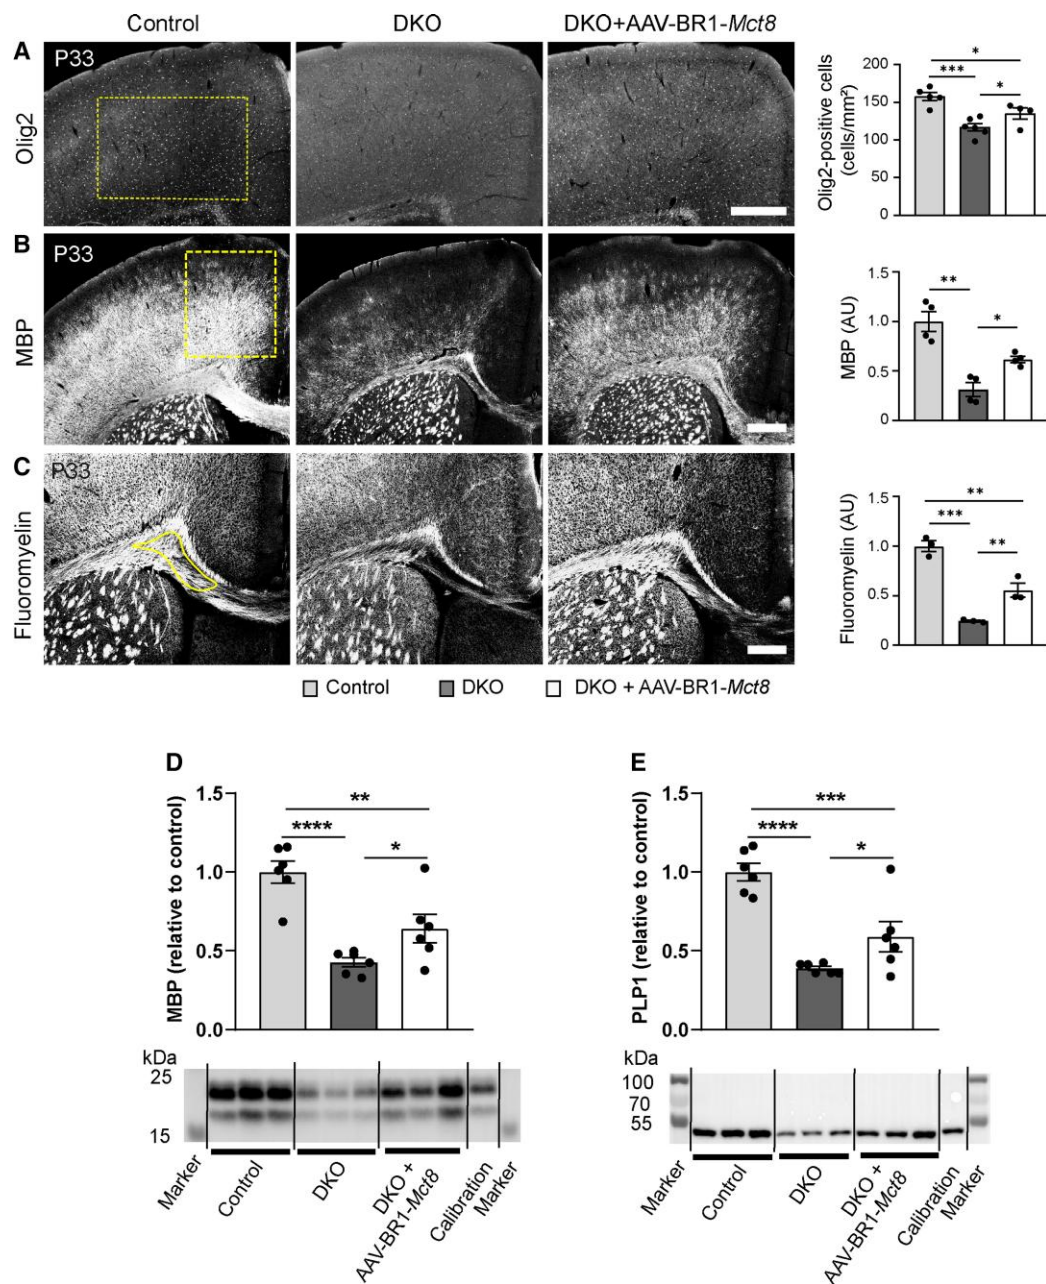 Control DKO DKO+AAV-BR1-Mct8
A P33 Olig2
Olig2-positive cells (cells/mm²)
200
150
100
50
0
* *** *
B P33 MBP
MBP (AU)
1.5
1.0
0.5
0
** *
C P33 Fluoromyelin
Fluoromyelin (AU)
1.5
1.0
0.5
0
** *** **
Control DKO DKO + AAV-BR1-Mct8
D
MBP (relative to control)
1.5
1.0
0.5
0.0
** **** *
kDa
25
15
Marker Control DKO DKO + AAV-BR1-Mct8 Calibration Marker
E
PLP1 (relative to control)
1.5
1.0
0.5
0.0
*** **** *
kDa
100
70
55
Marker Control DKO DKO + AAV-BR1-Mct8 Calibration Marker